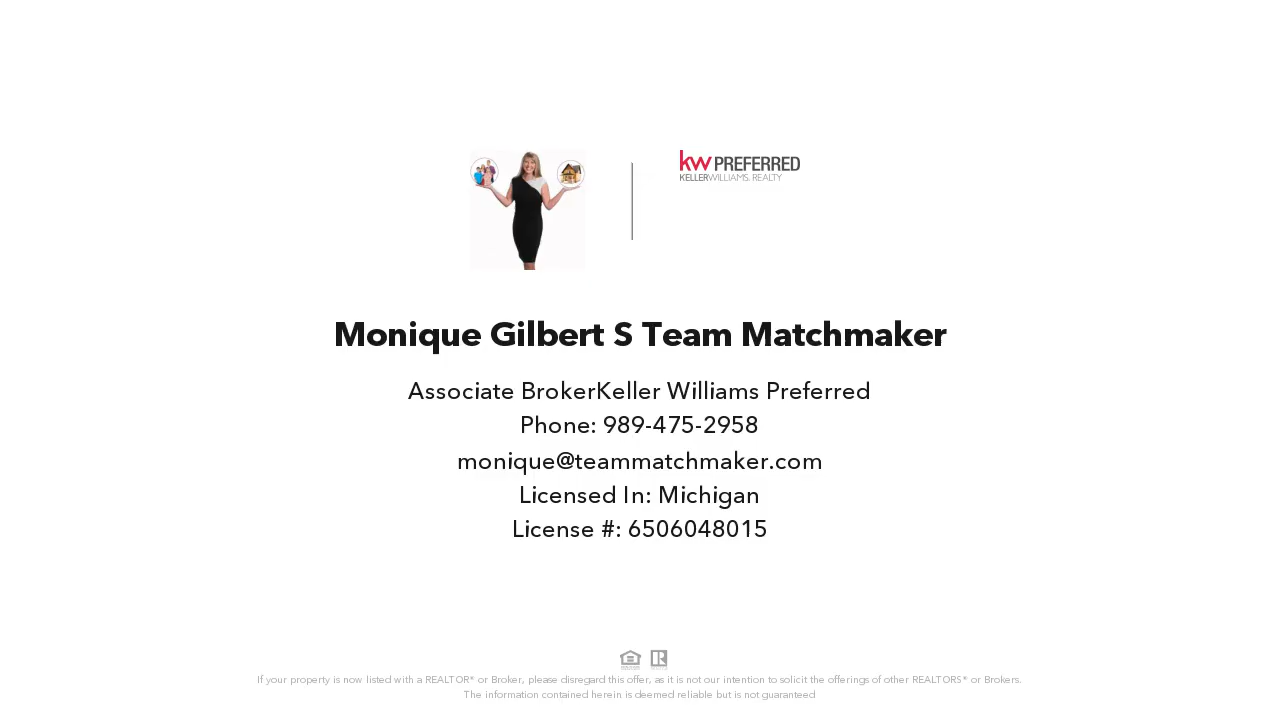 kw PREFERRED
KELLERWILLIAMS. REALTY
Monique Gilbert S Team Matchmaker
Associate BrokerKeller Williams Preferred
Phone: 989-475-2958
monique@teammatchmaker.com
Licensed In: Michigan
License #: 6506048015
If your property is now listed with a REALTOR® or Broker, please disregard this offer, as it is not our intention to solicit the offerings of other REALTORS® or Brokers.
The information contained herein is deemed reliable but is not guaranteed